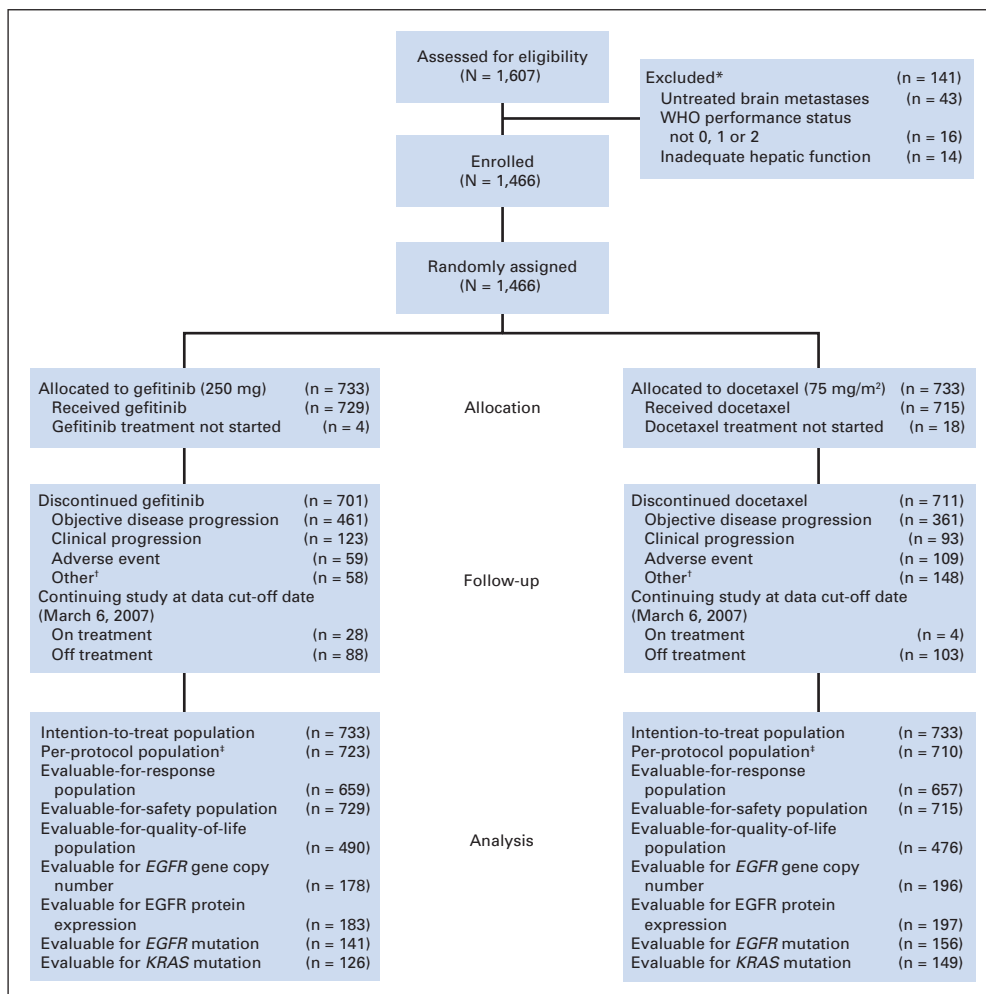 Assessed for eligibility
(N = 1,607)
Excluded* (n = 141)
Untreated brain metastases (n = 43)
WHO performance status
not 0, 1 or 2 (n = 16)
Inadequate hepatic function (n = 14)
Enrolled
(N = 1,466)
Randomly assigned
(N = 1,466)
Allocated to gefitinib (250 mg) (n = 733)
Received gefitinib (n = 729)
Gefitinib treatment not started (n = 4)
Allocation
Allocated to docetaxel (75 mg/m²) (n = 733)
Received docetaxel (n = 715)
Docetaxel treatment not started (n = 18)
Discontinued gefitinib (n = 701)
Objective disease progression (n = 461)
Clinical progression (n = 123)
Adverse event (n = 59)
Other† (n = 58)
Continuing study at data cut-off date
(March 6, 2007)
On treatment (n = 28)
Off treatment (n = 88)
Follow-up
Discontinued docetaxel (n = 711)
Objective disease progression (n = 361)
Clinical progression (n = 93)
Adverse event (n = 109)
Other† (n = 148)
Continuing study at data cut-off date
(March 6, 2007)
On treatment (n = 4)
Off treatment (n = 103)
Intention-to-treat population (n = 733)
Per-protocol population‡ (n = 723)
Evaluable-for-response
population (n = 659)
Evaluable-for-safety population (n = 729)
Evaluable-for-quality-of-life
population (n = 490)
Evaluable for EGFR gene copy
number (n = 178)
Evaluable for EGFR protein
expression (n = 183)
Evaluable for EGFR mutation (n = 141)
Evaluable for KRAS mutation (n = 126)
Analysis
Intention-to-treat population (n = 733)
Per-protocol population‡ (n = 710)
Evaluable-for-response
population (n = 657)
Evaluable-for-safety population (n = 715)
Evaluable-for-quality-of-life
population (n = 476)
Evaluable for EGFR gene copy
number (n = 196)
Evaluable for EGFR protein
expression (n = 197)
Evaluable for EGFR mutation (n = 156)
Evaluable for KRAS mutation (n = 149)